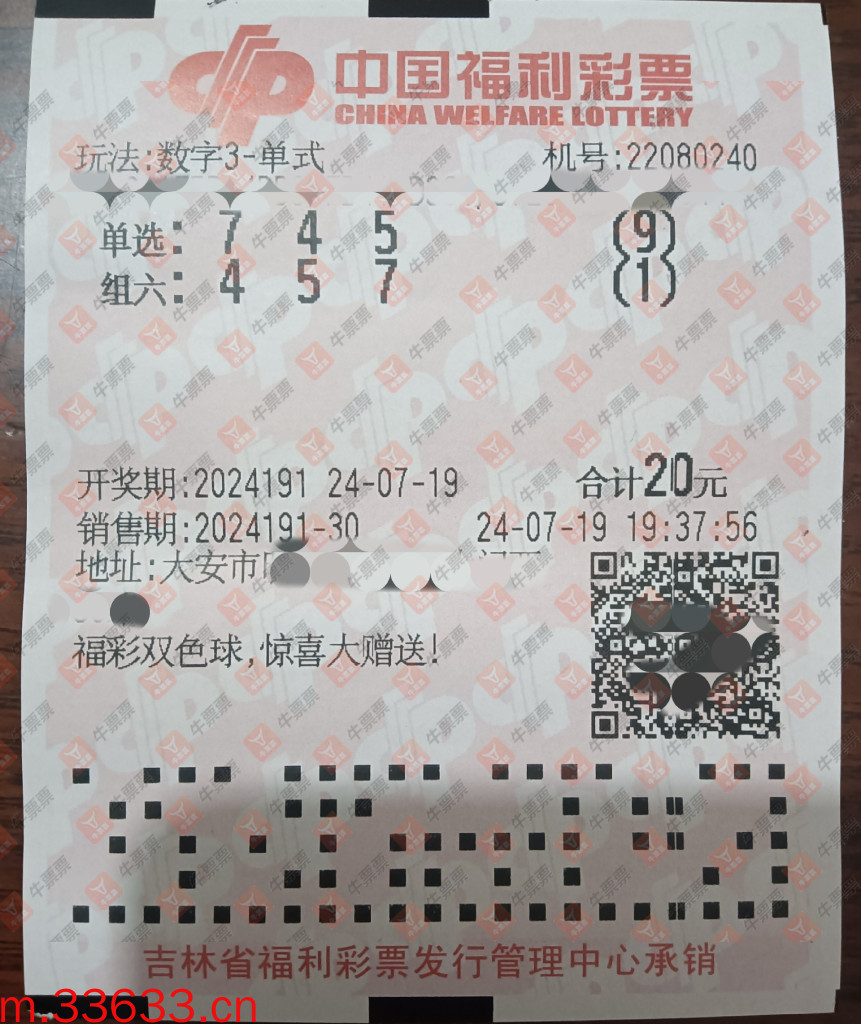 中国福利彩票
CHINA WELFARE LOTTERY
玩法:数字3-单式 机号:22080240
单选: 7 4 5 (9)
组六: 4 5 7 (1)
开奖期:2024191 24-07-19 合计20元
销售期:2024191-30 24-07-19 19:37:56
地址:大安市
福彩双色球,惊喜大赠送!
吉林省福利彩票发行管理中心承销
m.33633.cn
牛票票